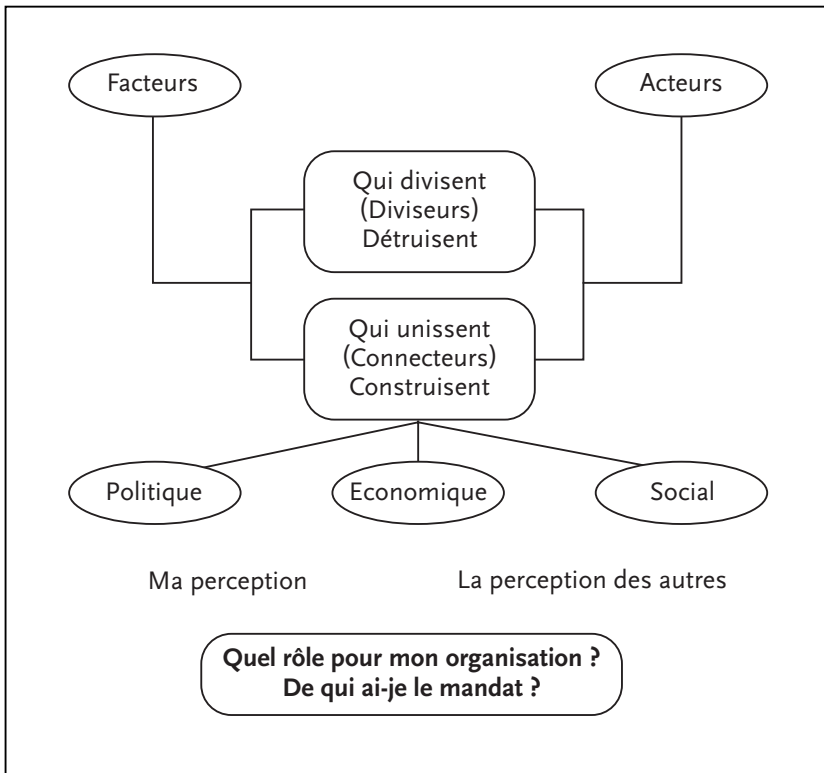 Facteurs
Acteurs
Qui divisent
(Diviseurs)
Détruisent
Qui unissent
(Connecteurs)
Construisent
Politique
Economique
Social
Ma perception
La perception des autres
Quel rôle pour mon organisation ?
De qui ai-je le mandat ?